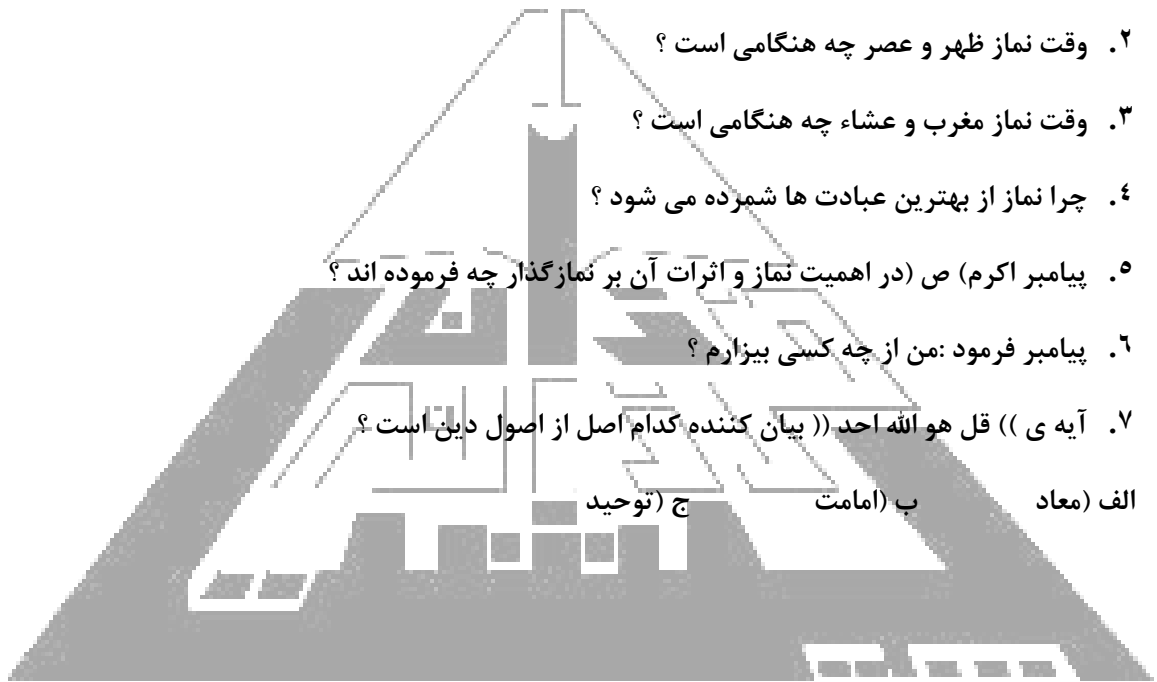 ۲. وقت نماز ظهر و عصر چه هنگامی است ؟
۳. وقت نماز مغرب و عشاء چه هنگامی است ؟
٤. چرا نماز از بهترین عبادت ها شمرده می شود ؟
٥. پیامبر اکرم) ص (در اهمیت نماز و اثرات آن بر نمازگذار چه فرموده اند ؟
٦. پیامبر فرمود :من از چه کسی بیزارم ؟
۷. آیه ی )) قل هو الله احد (( بیان کننده کدام اصل از اصول دین است ؟
الف (معاد ب (امامت ج (توحید